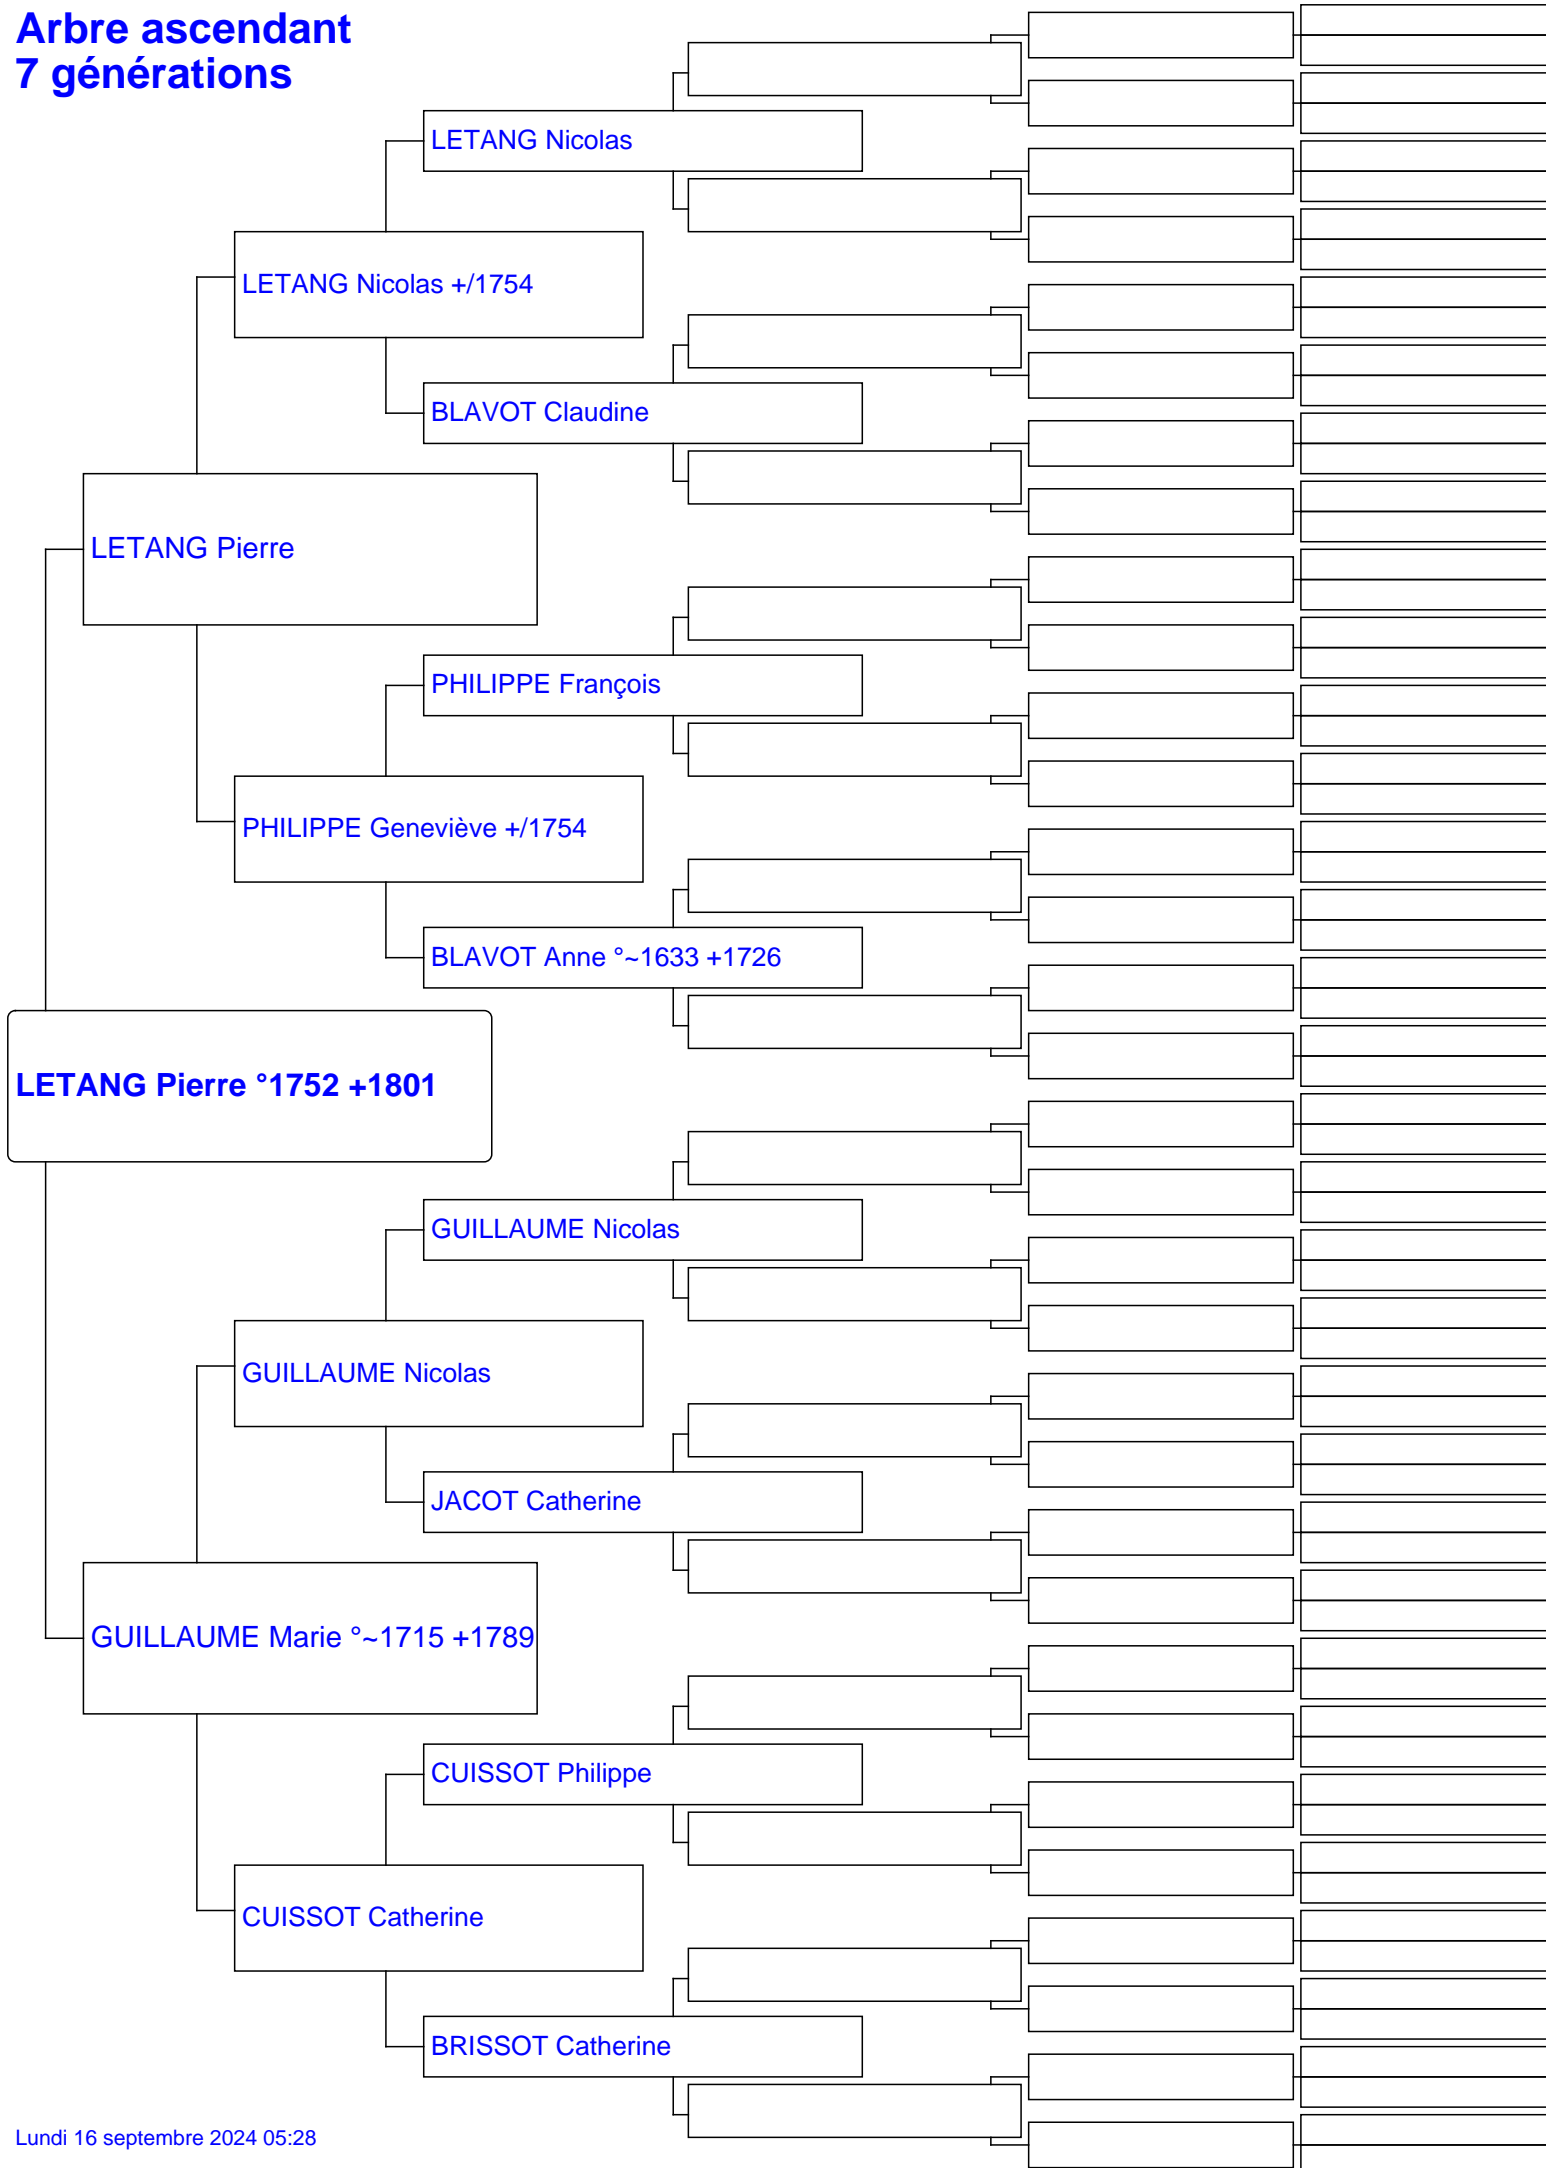 Arbre ascendant
7 générations
LETANG Nicolas
LETANG Nicolas +/1754
BLAVOT Claudine
LETANG Pierre
PHILIPPE François
PHILIPPE Geneviève +/1754
BLAVOT Anne °~1633 +1726
LETANG Pierre °1752 +1801
GUILLAUME Nicolas
GUILLAUME Nicolas
JACOT Catherine
GUILLAUME Marie °~1715 +1789
CUISSOT Philippe
CUISSOT Catherine
BRISSOT Catherine
Lundi 16 septembre 2024 05:28